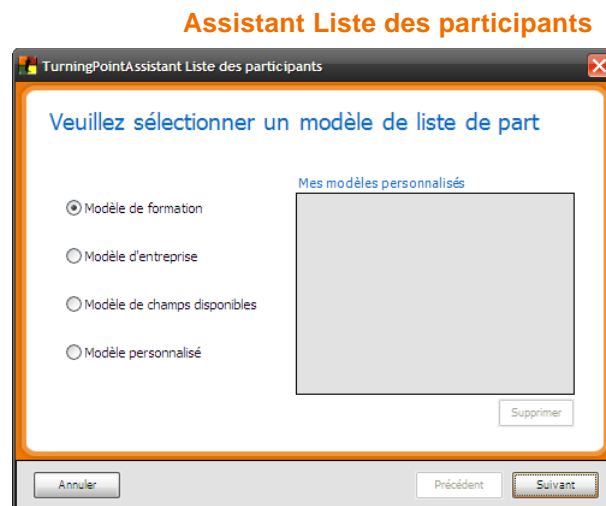 Assistant Liste des participants
TurningPointAssistant Liste des participants
Veuillez sélectionner un modèle de liste de part
Mes modèles personnalisés
Modèle de formation
Modèle d'entreprise
Modèle de champs disponibles
Modèle personnalisé
Supprimer
Annuler
Précédent
Suivant